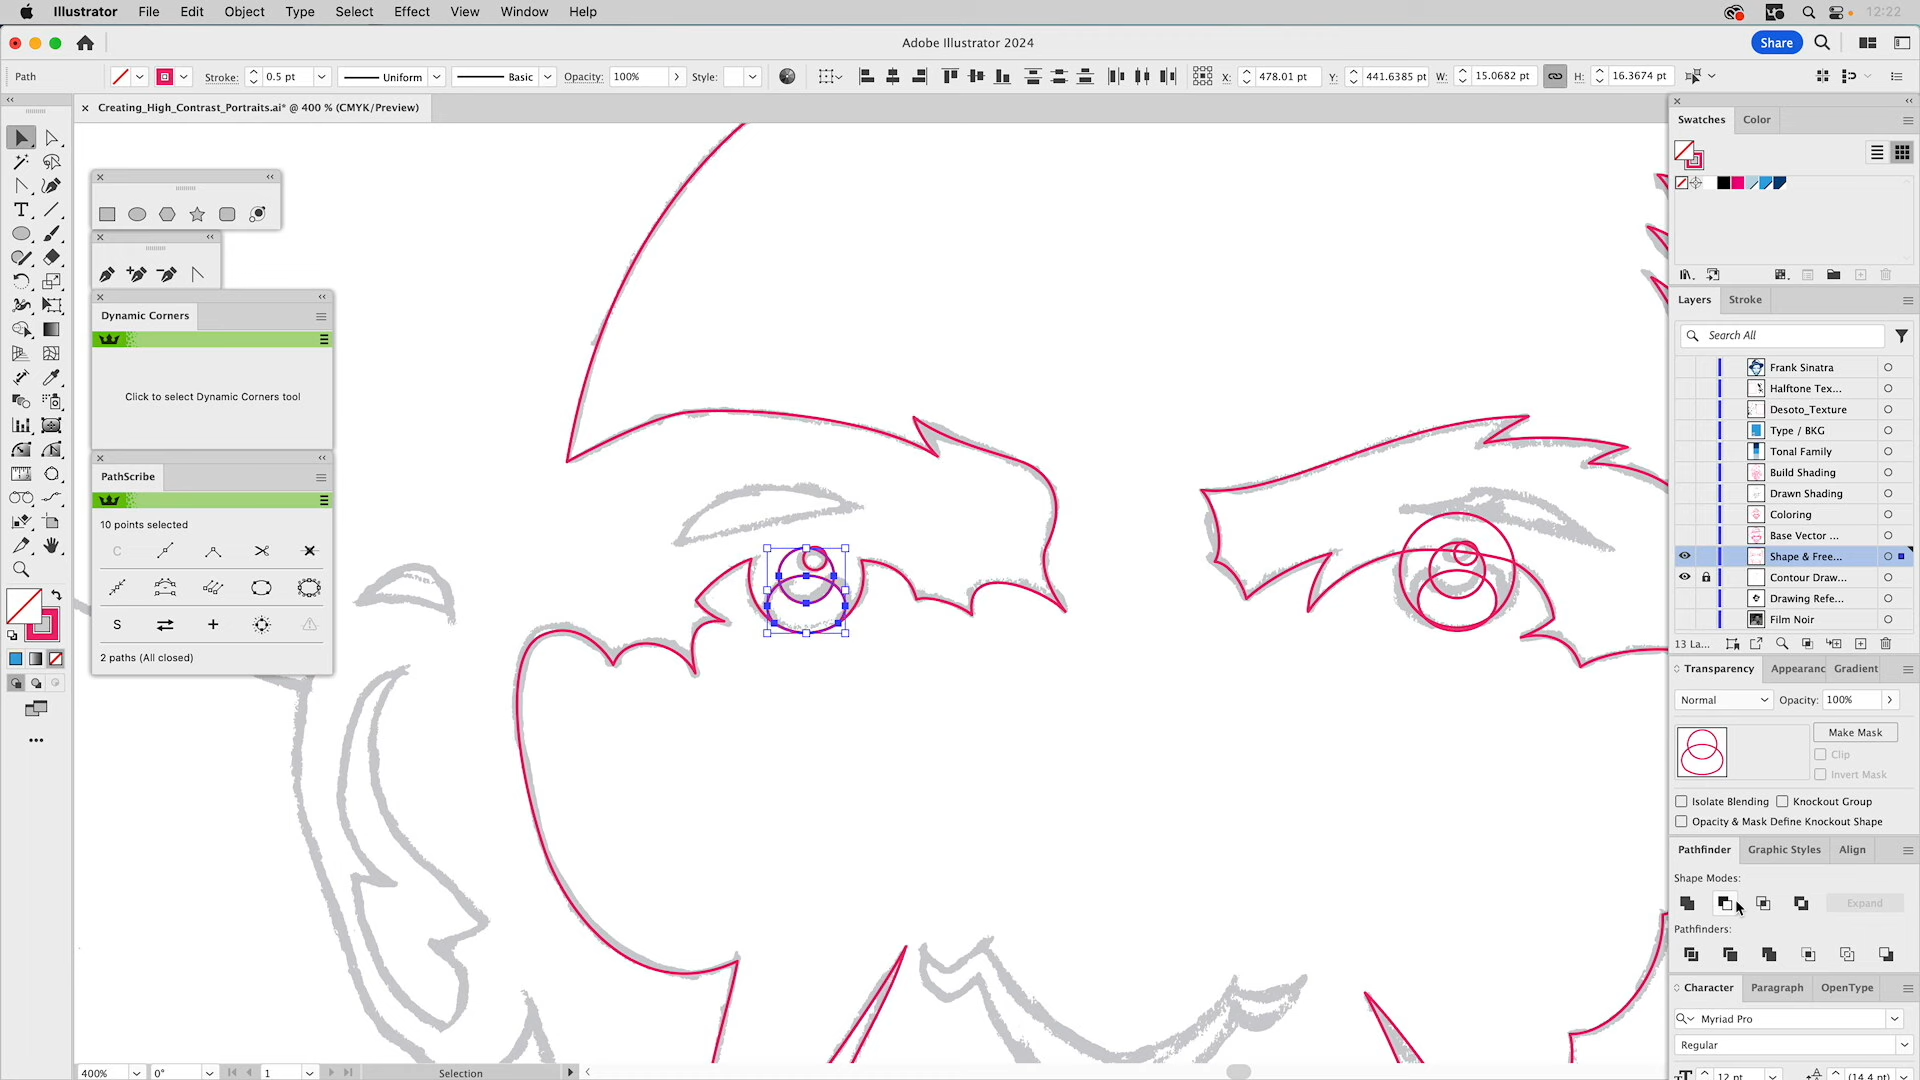 Illustrator File Edit Object Type Select Effect View Window Help 12:22
Adobe Illustrator 2024 Share
Path Stroke: 0.5 pt Uniform Basic Opacity: 100% Style: X: 478.01 pt Y: 441.6385 pt W: 15.0682 pt H: 16.3674 pt
Creating_High_Contrast_Portraits.ai* @ 400 % (CMYK/Preview)
Swatches Color
Dynamic Corners
Click to select Dynamic Corners tool
PathScribe
10 points selected
C
S
2 paths (All closed)
Layers Stroke
Search All
Frank Sinatra
Halftone Tex...
Desoto_Texture
Type / BKG
Tonal Family
Build Shading
Drawn Shading
Coloring
Base Vector ...
Shape & Free...
Contour Draw...
Drawing Refe...
Film Noir
13 La...
Transparency Appearanc Gradient
Normal Opacity: 100%
Make Mask
Clip
Invert Mask
Isolate Blending Knockout Group
Opacity & Mask Define Knockout Shape
Pathfinder Graphic Styles Align
Shape Modes:
Expand
Pathfinders:
Character Paragraph OpenType
Myriad Pro
Regular
12 pt (14.4 pt)
400% 0° 1 Selection